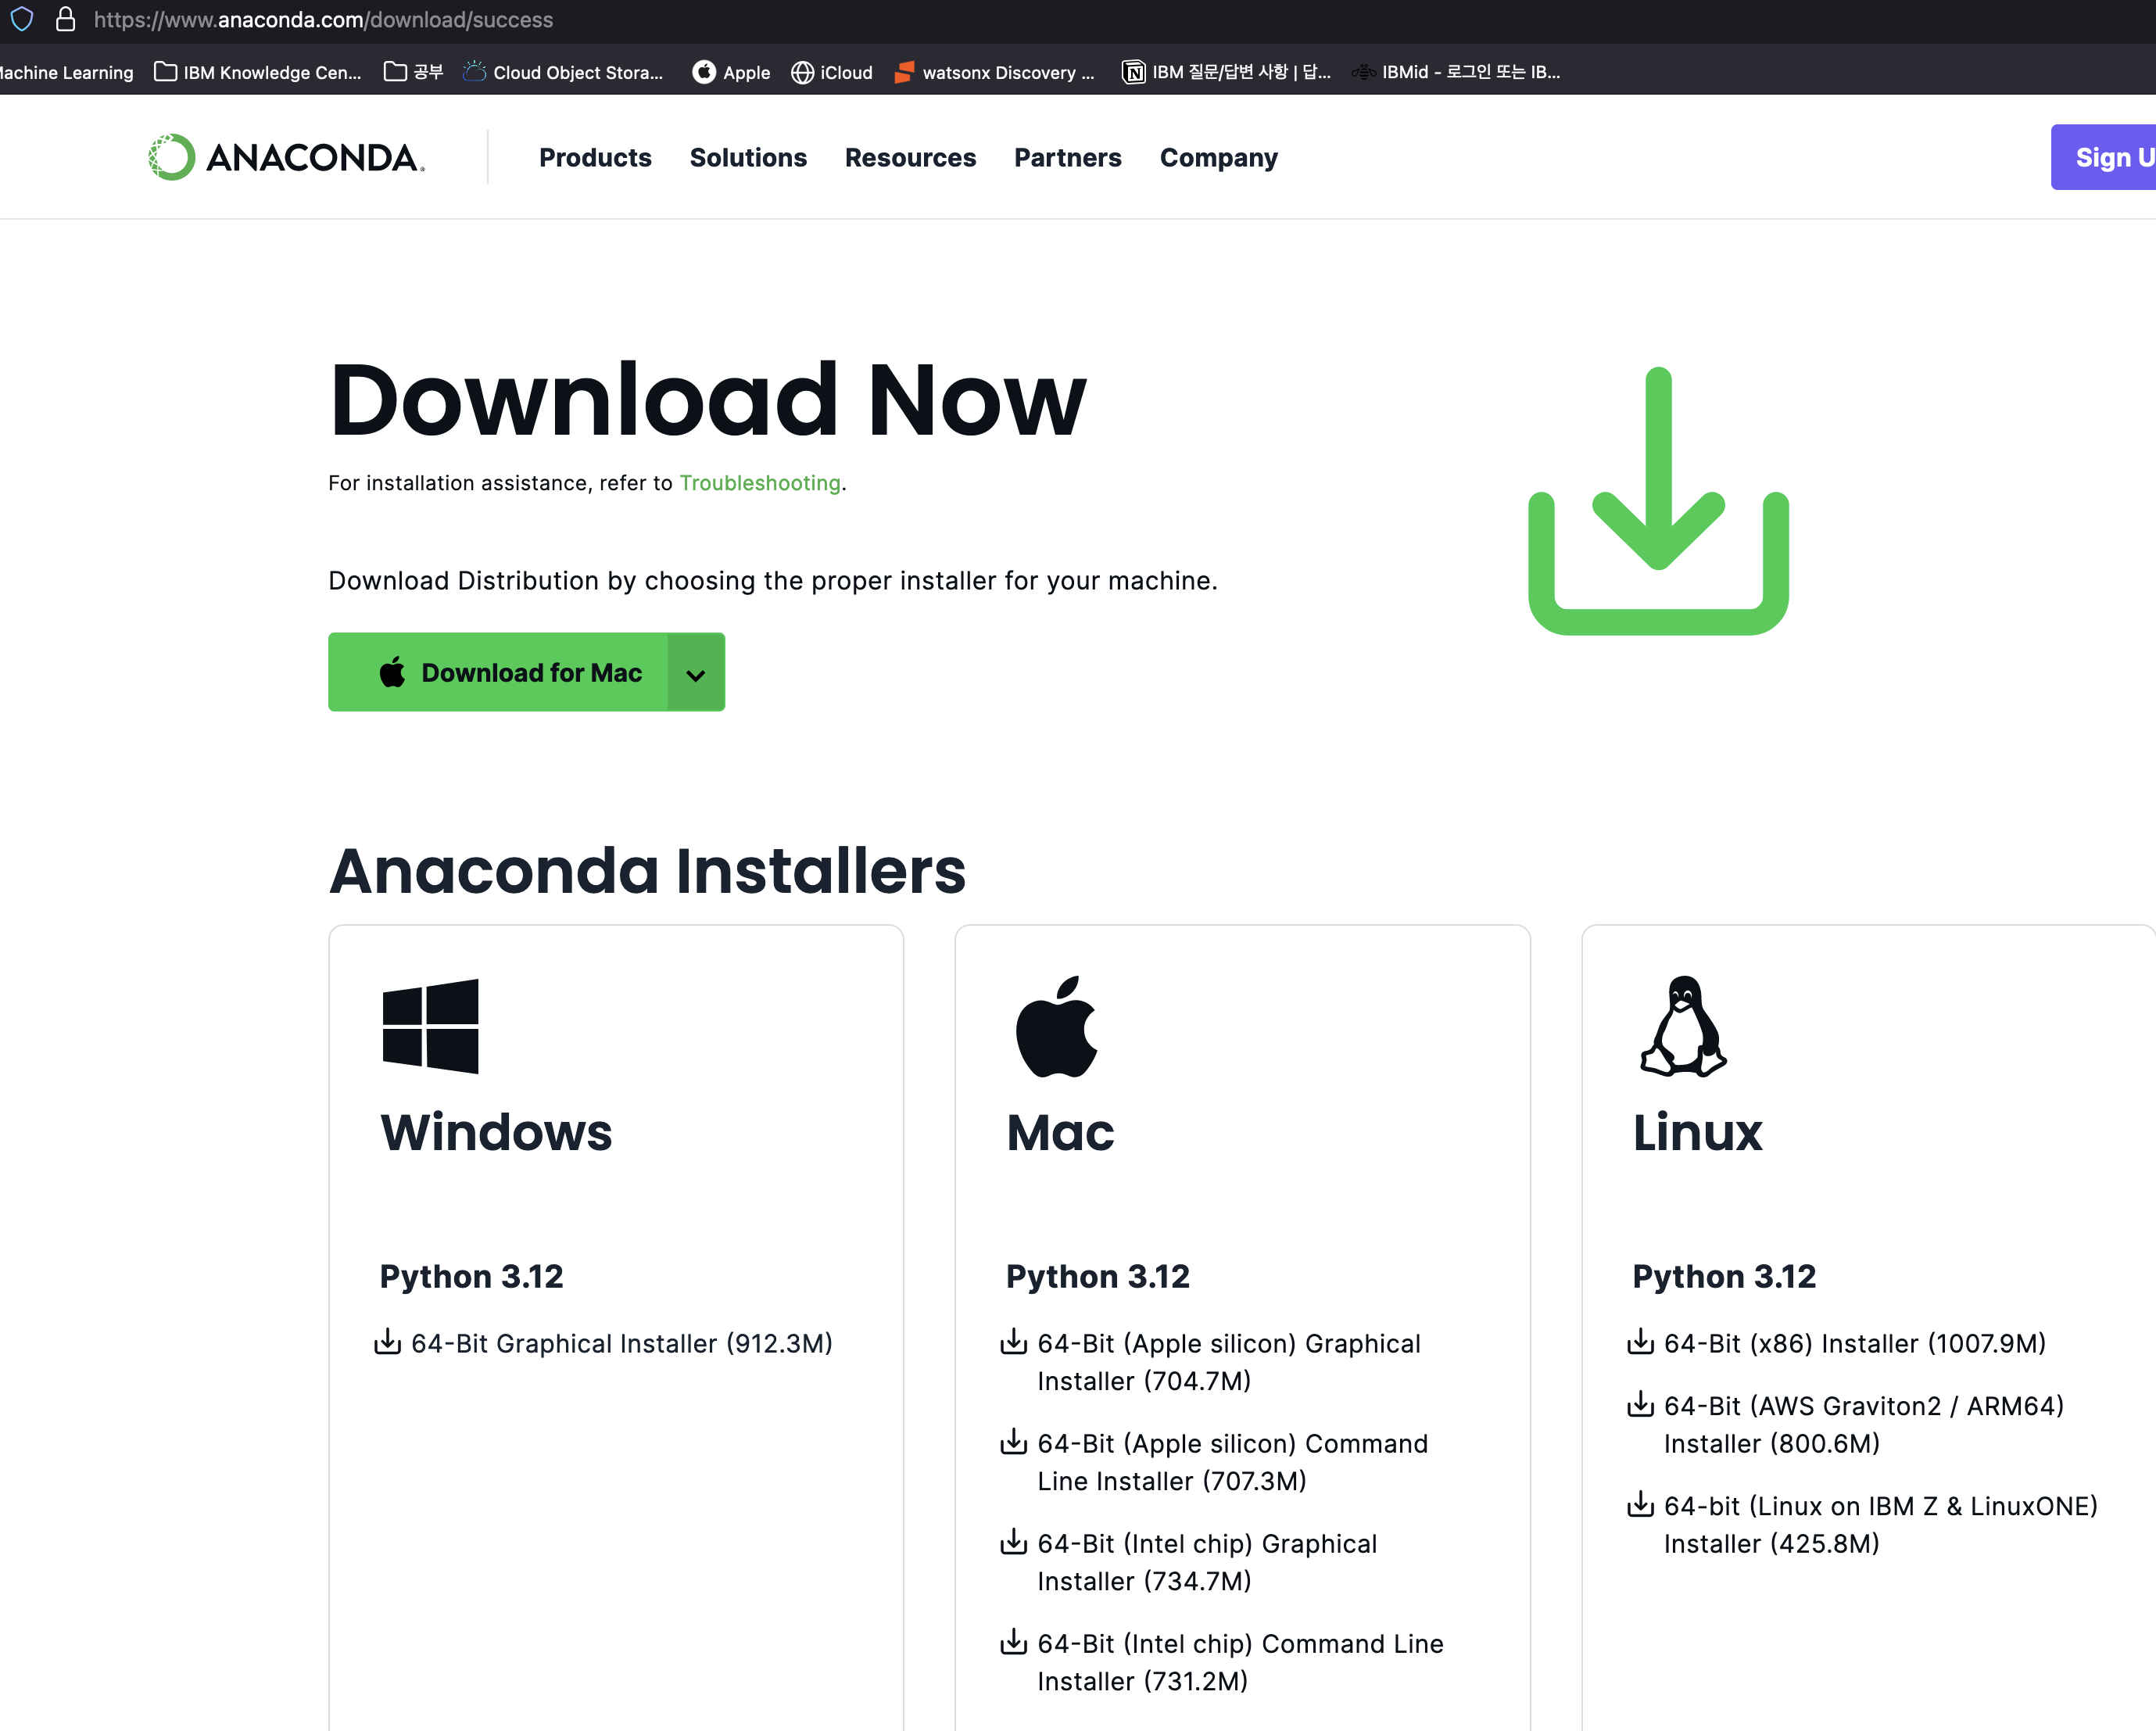 https://www.anaconda.com/download/success
achine Learning IBM Knowledge Cen... 공부 Cloud Object Stora... Apple iCloud watsonx Discovery ... IBM 질문/답변 사항 | 답... IBMid - 로그인 또는 IB...
ANACONDA. Products Solutions Resources Partners Company Sign U
Download Now
For installation assistance, refer to Troubleshooting.
Download Distribution by choosing the proper installer for your machine.
Download for Mac
Anaconda Installers
Windows
Python 3.12
64-Bit Graphical Installer (912.3M)
Mac
Python 3.12
64-Bit (Apple silicon) Graphical
Installer (704.7M)
64-Bit (Apple silicon) Command
Line Installer (707.3M)
64-Bit (Intel chip) Graphical
Installer (734.7M)
64-Bit (Intel chip) Command Line
Installer (731.2M)
Linux
Python 3.12
64-Bit (x86) Installer (1007.9M)
64-Bit (AWS Graviton2 / ARM64)
Installer (800.6M)
64-bit (Linux on IBM Z & LinuxONE)
Installer (425.8M)